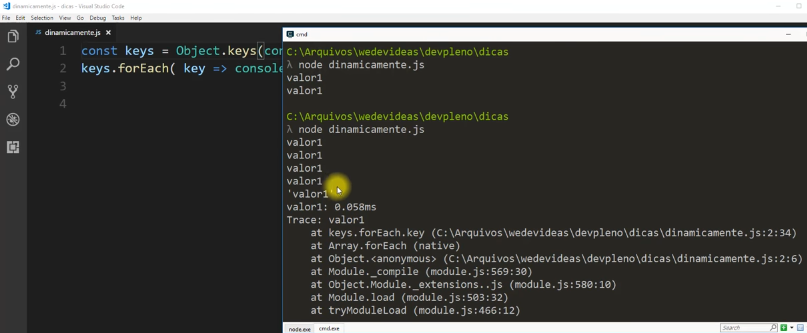 dinamicamente.js - dicas - Visual Studio Code
File Edit Selection View Go Debug Tasks Help
JS dinamicamente.js ×
1 const keys = Object.keys(con
2 keys.forEach( key => console
3
4
cmd
C:\Arquivos\wedevideas\devpleno\dicas
λ node dinamicamente.js
valor1
valor1
C:\Arquivos\wedevideas\devpleno\dicas
λ node dinamicamente.js
valor1
valor1
valor1
valor1
'valor1'
valor1: 0.058ms
Trace: valor1
at keys.forEach.key (C:\Arquivos\wedevideas\devpleno\dicas\dinamicamente.js:2:34)
at Array.forEach (native)
at Object.<anonymous> (C:\Arquivos\wedevideas\devpleno\dicas\dinamicamente.js:2:6)
at Module._compile (module.js:569:30)
at Object.Module._extensions..js (module.js:580:10)
at Module.load (module.js:503:32)
at tryModuleLoad (module.js:466:12)
node.exe cmd.exe
Search